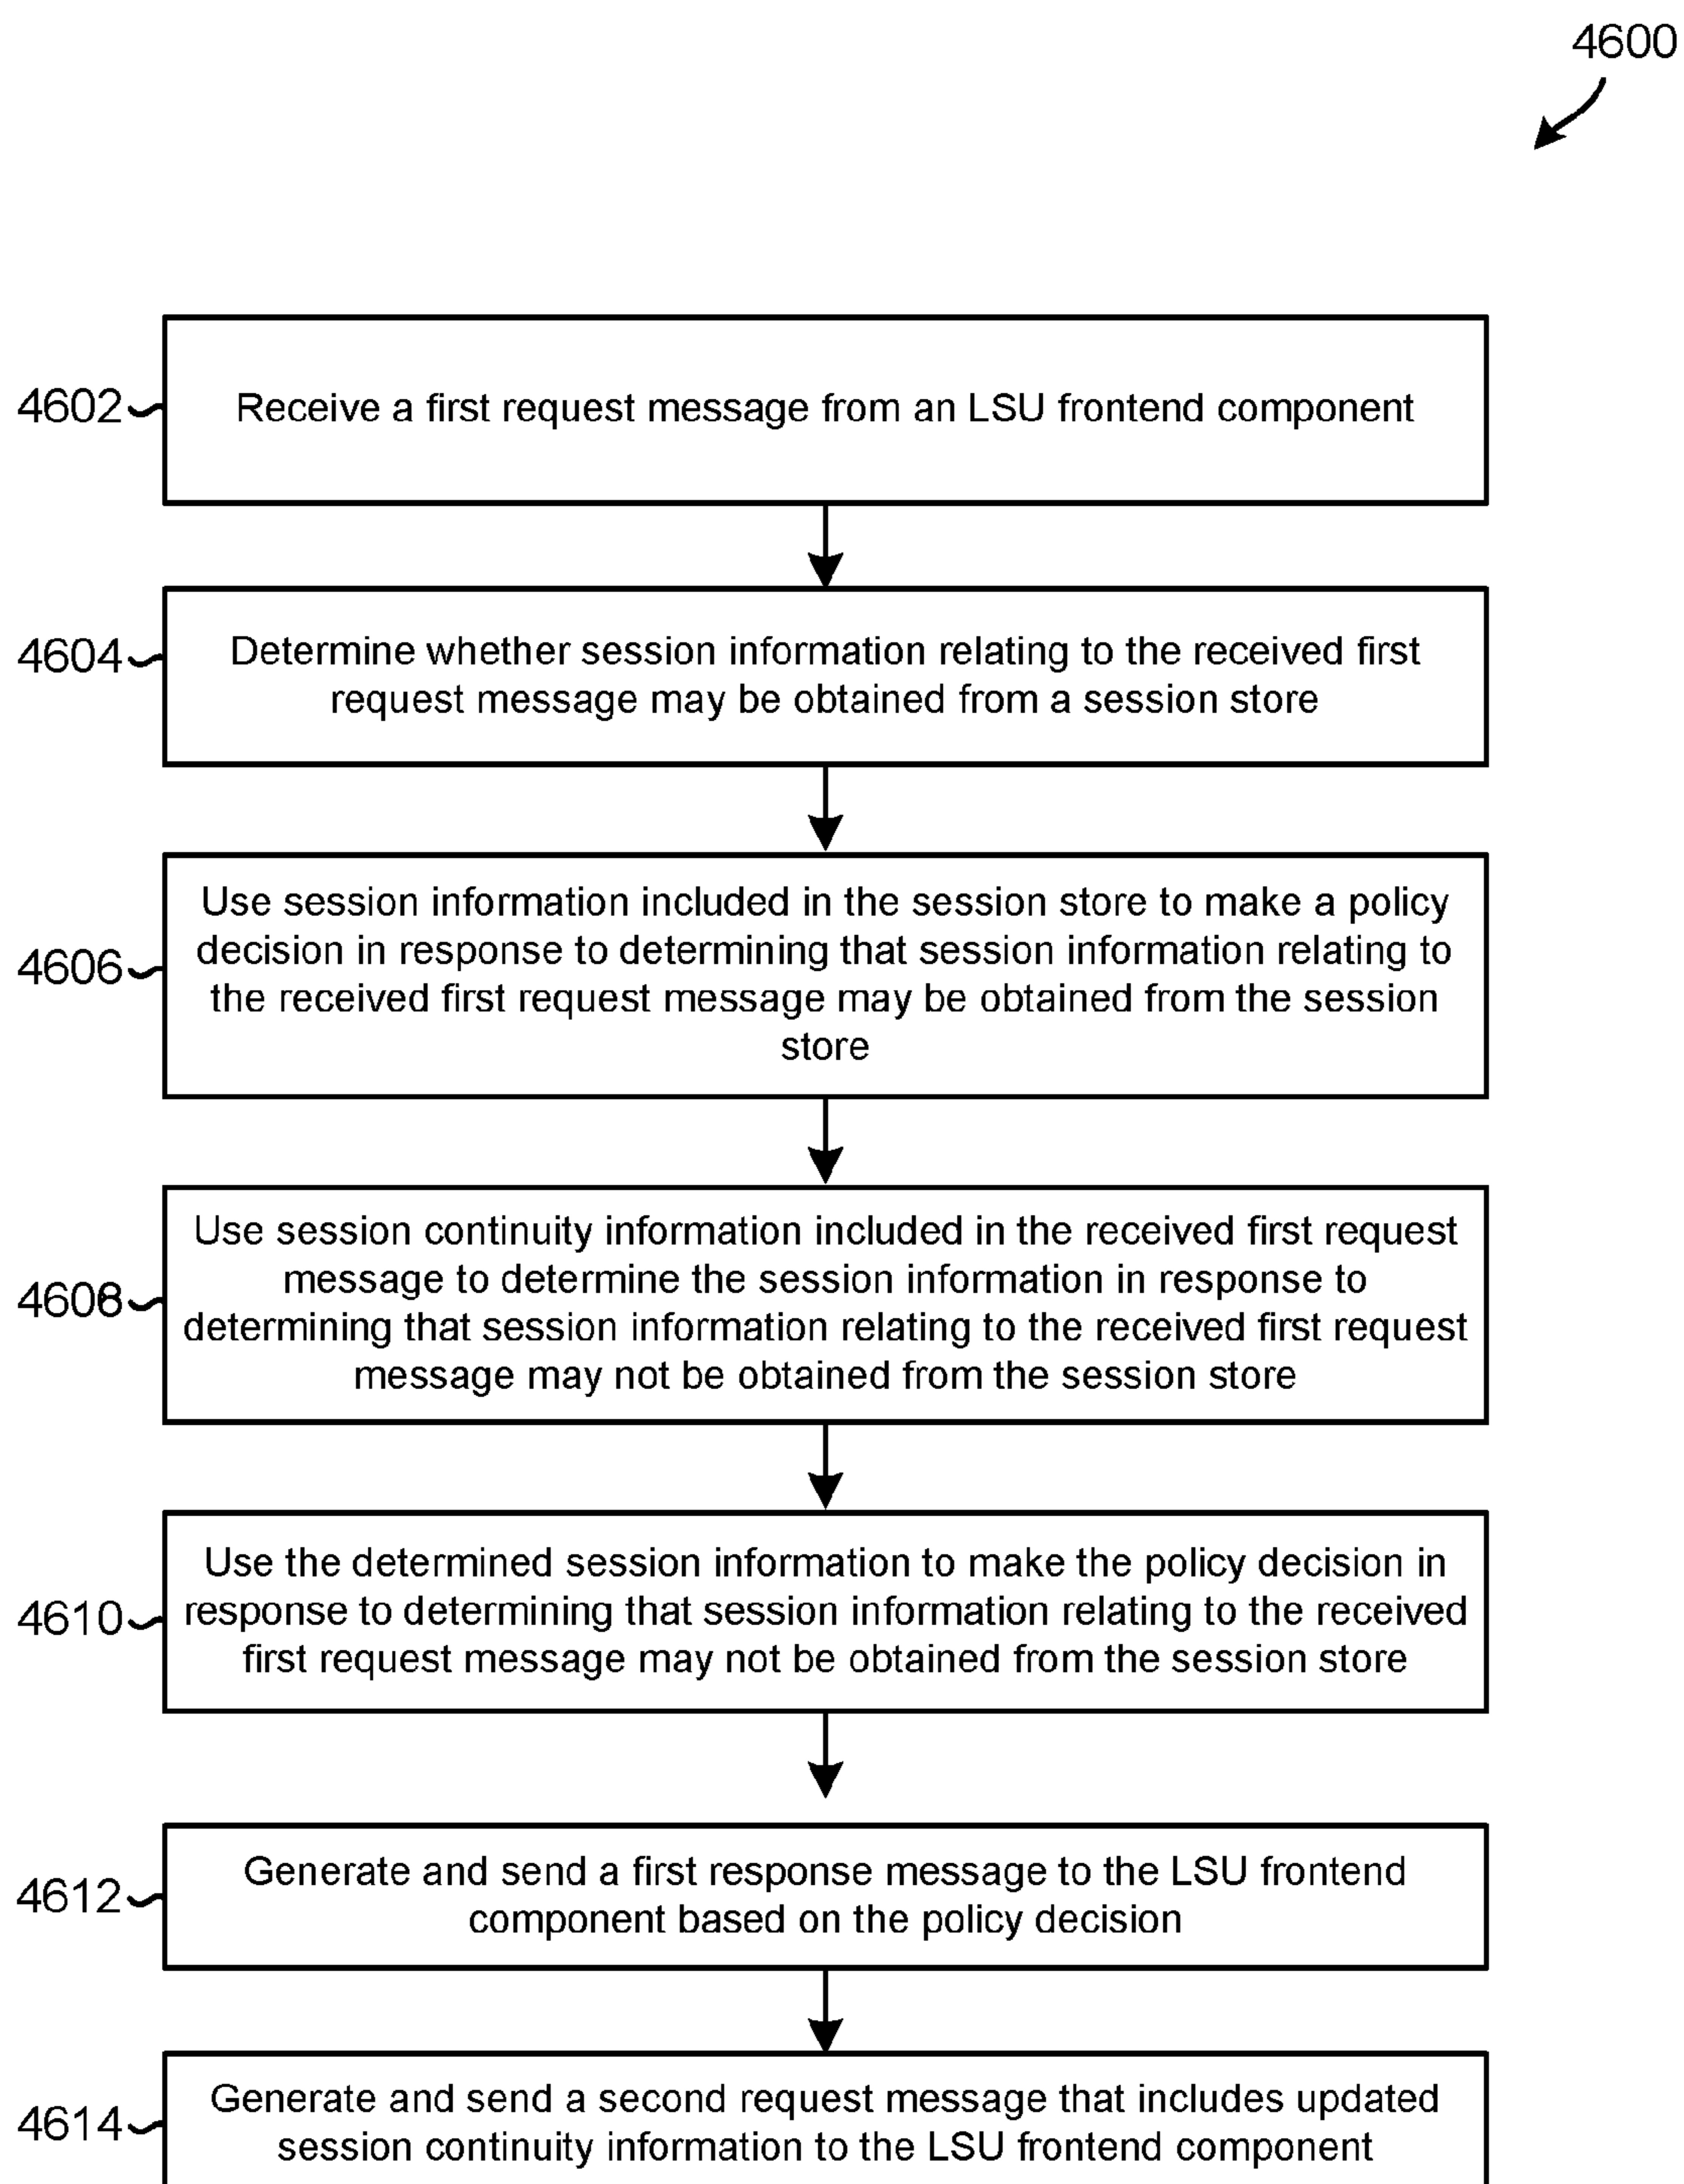 4600
4602
Receive a first request message from an LSU frontend component
4604
Determine whether session information relating to the received first
request message may be obtained from a session store
4606
Use session information included in the session store to make a policy
decision in response to determining that session information relating to
the received first request message may be obtained from the session
store
4608
Use session continuity information included in the received first request
message to determine the session information in response to
determining that session information relating to the received first request
message may not be obtained from the session store
4610
Use the determined session information to make the policy decision in
response to determining that session information relating to the received
first request message may not be obtained from the session store
4612
Generate and send a first response message to the LSU frontend
component based on the policy decision
4614
Generate and send a second request message that includes updated
session continuity information to the LSU frontend component